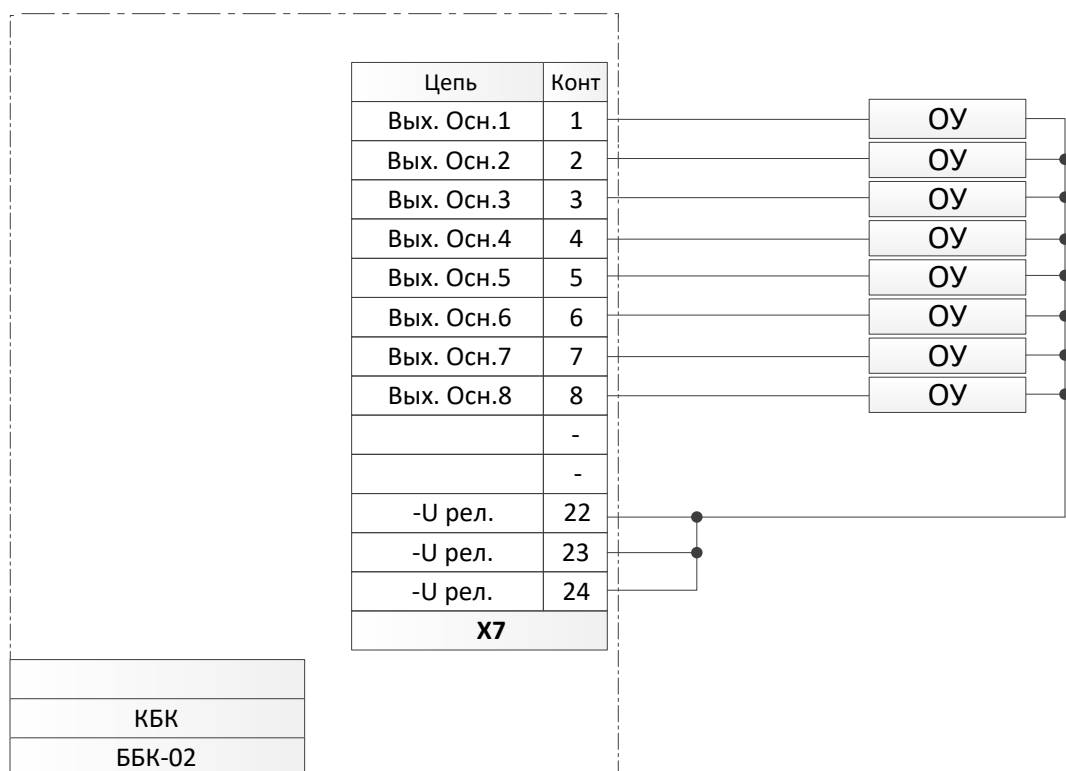 Цепь Конт
Вых. Осн.1 1 ОУ
Вых. Осн.2 2 ОУ
Вых. Осн.3 3 ОУ
Вых. Осн.4 4 ОУ
Вых. Осн.5 5 ОУ
Вых. Осн.6 6 ОУ
Вых. Осн.7 7 ОУ
Вых. Осн.8 8 ОУ
-
-
-U рел. 22
-U рел. 23
-U рел. 24
X7
КБК
ББК-02